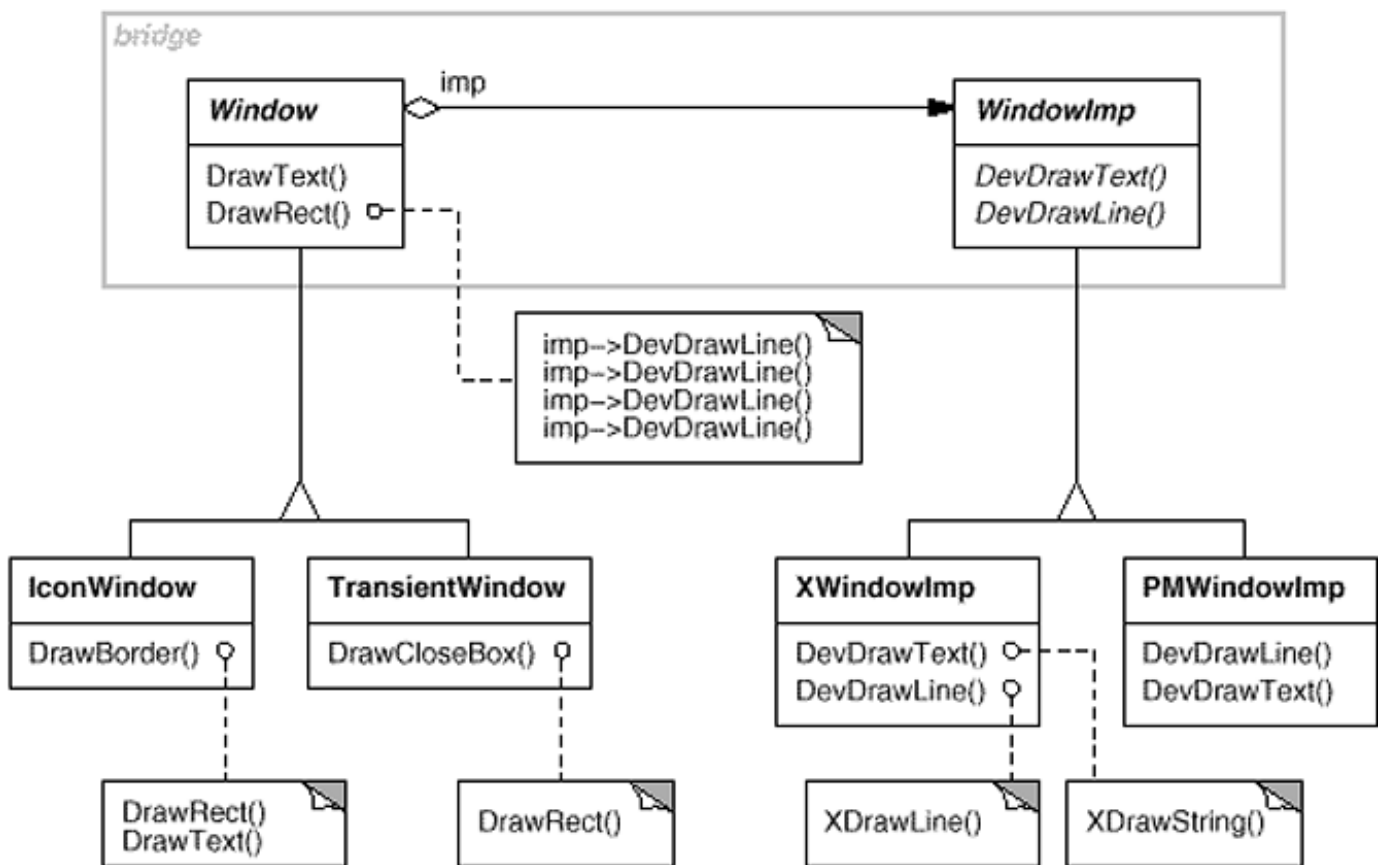 bridge
imp
Window
WindowImp
DrawText()
DrawRect()
DevDrawText()
DevDrawLine()
imp->DevDrawLine()
imp->DevDrawLine()
imp->DevDrawLine()
imp->DevDrawLine()
IconWindow
DrawBorder()
TransientWindow
DrawCloseBox()
XWindowImp
DevDrawText()
DevDrawLine()
PMWindowImp
DevDrawLine()
DevDrawText()
DrawRect()
DrawText()
DrawRect()
XDrawLine()
XDrawString()